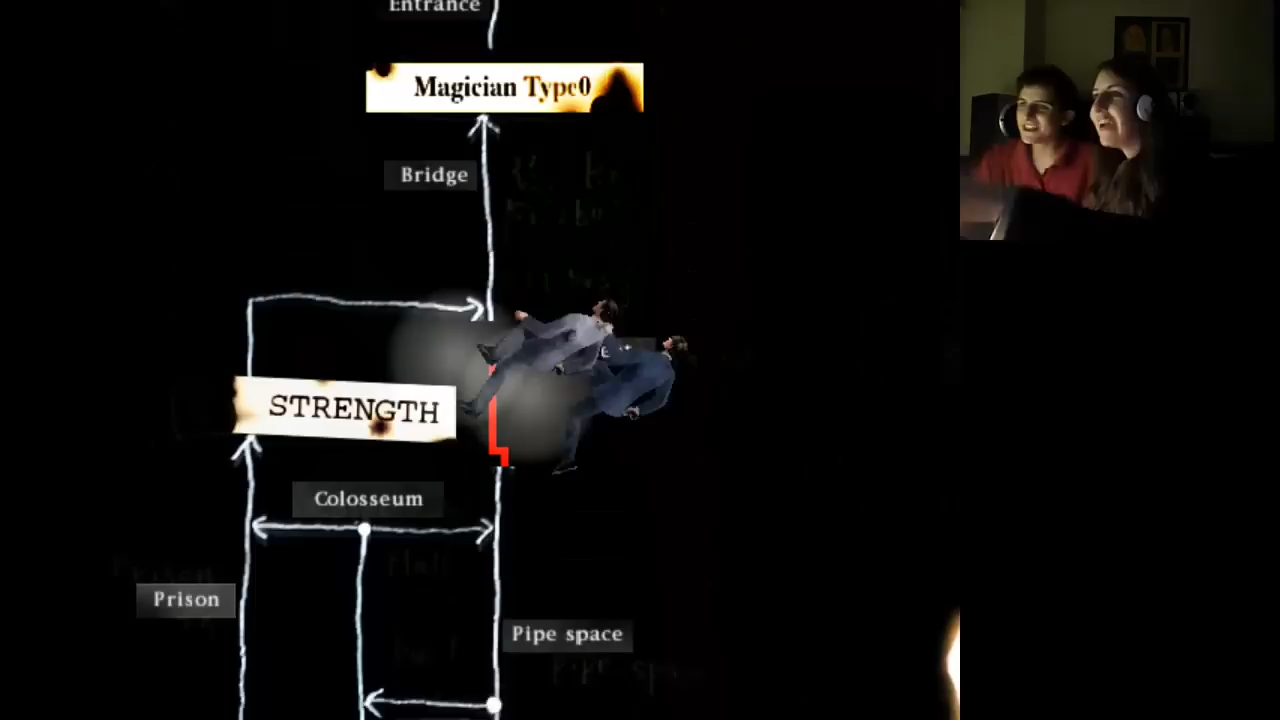 Entrance
Magician Type0
Bridge
STRENGTH
Colosseum
Prison
Pipe space